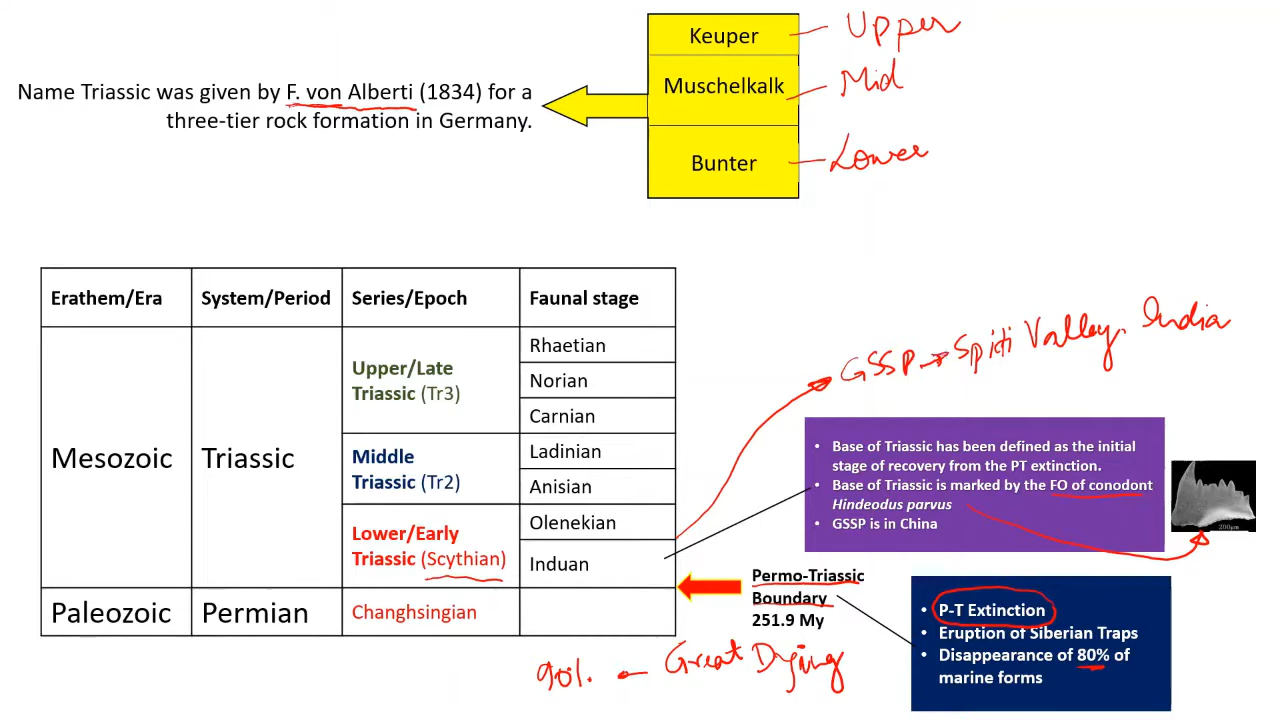 Keuper
Upper
Muschelkalk
Mid
Bunter
Lower
Name Triassic was given by F. von Alberti (1834) for a
three-tier rock formation in Germany.
Erathem/Era System/Period Series/Epoch Faunal stage
Mesozoic
Triassic
Upper/Late
Triassic (Tr3)
Rhaetian
Norian
Carnian
Middle
Triassic (Tr2)
Ladinian
Anisian
Lower/Early
Triassic (Scythian)
Olenekian
Induan
Paleozoic Permian Changhsingian
GSSP → Spiti Valley, India
• Base of Triassic has been defined as the initial
stage of recovery from the PT extinction.
• Base of Triassic is marked by the FO of conodont
Hindeodus parvus
• GSSP is in China
200µm
Permo-Triassic
Boundary
251.9 My
• P-T Extinction
• Eruption of Siberian Traps
• Disappearance of 80% of
marine forms
90%. Great Dying